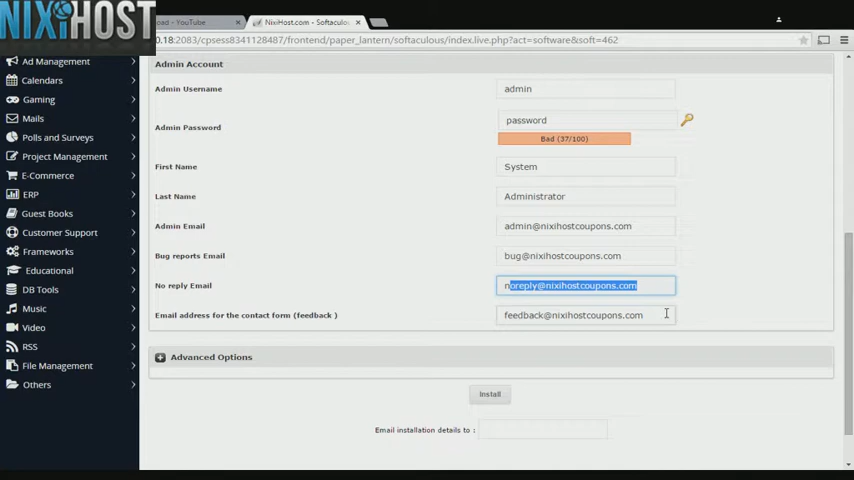 NIXIHOST
oad - YouTube
NixiHost.com - Softaculous
0.18:2083/cpsess8341128487/frontend/paper_lantern/softaculous/index.live.php?act=software&soft=462
Ad Management
Calendars
Gaming
Mails
Polls and Surveys
Project Management
E-Commerce
ERP
Guest Books
Customer Support
Frameworks
Educational
DB Tools
Music
Video
RSS
File Management
Others
Admin Account
Admin Username admin
Admin Password password
Bad (37/100)
First Name System
Last Name Administrator
Admin Email admin@nixihostcoupons.com
Bug reports Email bug@nixihostcoupons.com
No reply Email noreply@nixihostcoupons.com
Email address for the contact form (feedback ) feedback@nixihostcoupons.com
Advanced Options
Install
Email installation details to :